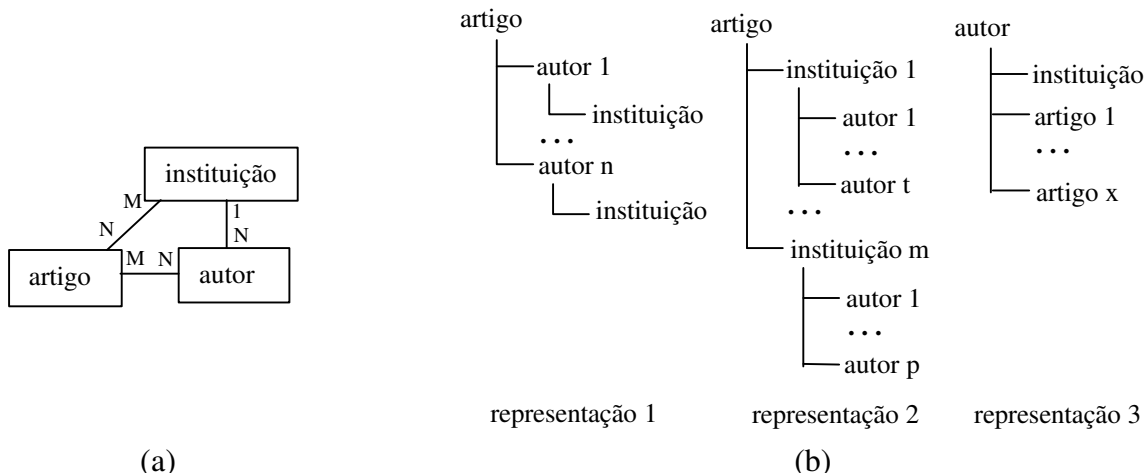 instituição
M
1
N
N
artigo
M
N
autor
(a)
artigo
autor 1
instituição
...
autor n
instituição
representação 1
artigo
instituição 1
autor 1
...
autor t
...
instituição m
autor 1
...
autor p
representação 2
autor
instituição
artigo 1
...
artigo x
representação 3
(b)